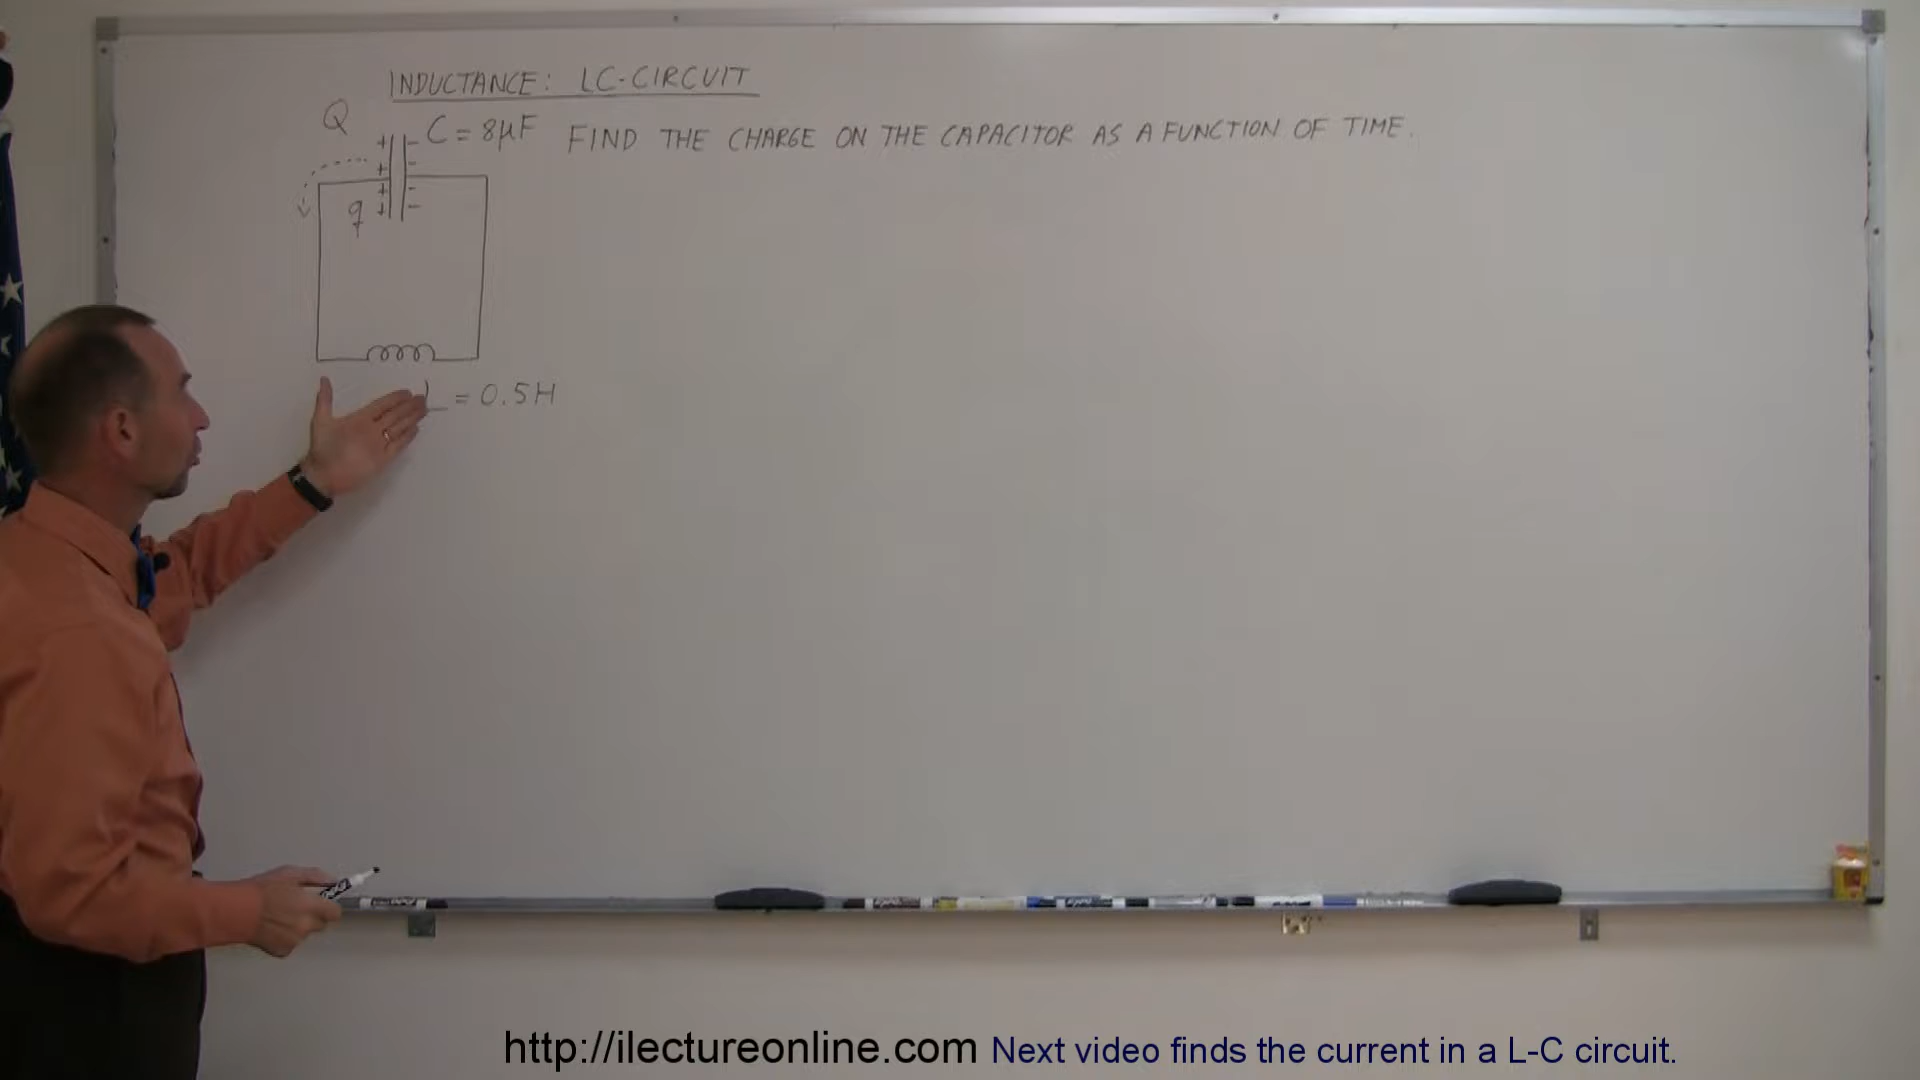 INDUCTANCE: LC-CIRCUIT
Q
C = 8µF FIND THE CHARGE ON THE CAPACITOR AS A FUNCTION OF TIME.
+ -
+ -
+ -
+ -
q
L = 0.5H
http://ilectureonline.com Next video finds the current in a L-C circuit.